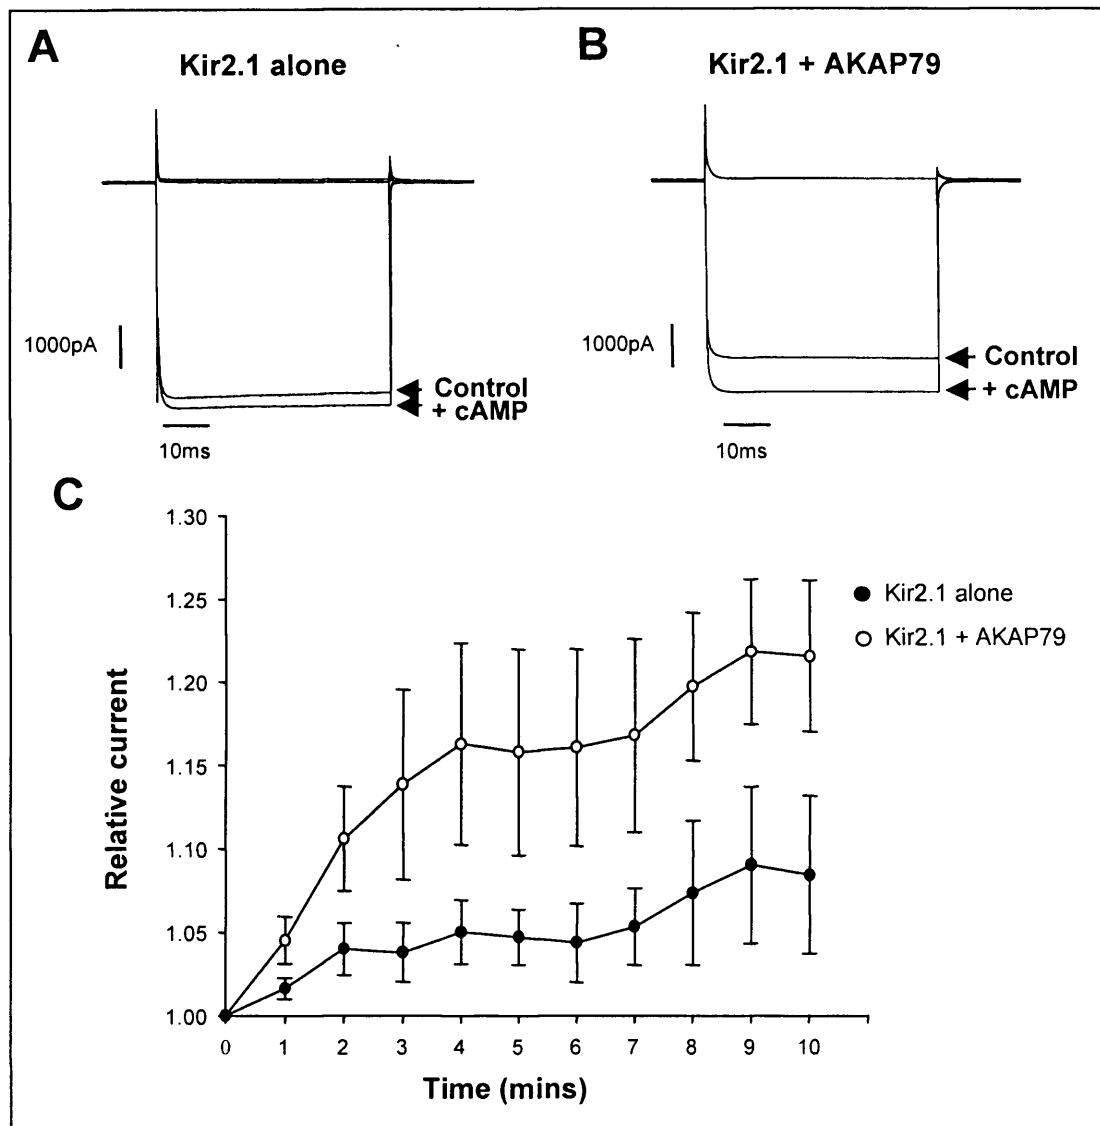 A
Kir2.1 alone
1000pA
Control
+ cAMP
10ms
B
Kir2.1 + AKAP79
1000pA
Control
+ cAMP
10ms
C
1.30
1.25
1.20
1.15
1.10
1.05
1.00
Relative current
0 1 2 3 4 5 6 7 8 9 10
Time (mins)
Kir2.1 alone
Kir2.1 + AKAP79